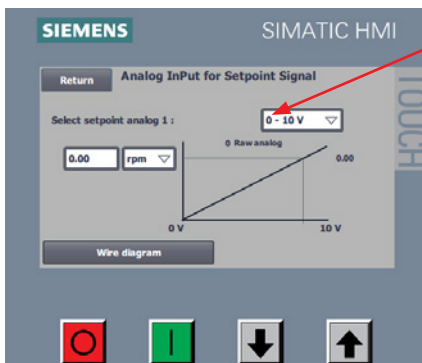 SIEMENS SIMATIC HMI
TOUCH
Return Analog InPut for Setpoint Signal
Select setpoint analog 1 : 0 - 10 V
0 Raw analog
0.00 rpm 0.00
0 V 10 V
Wire diagram